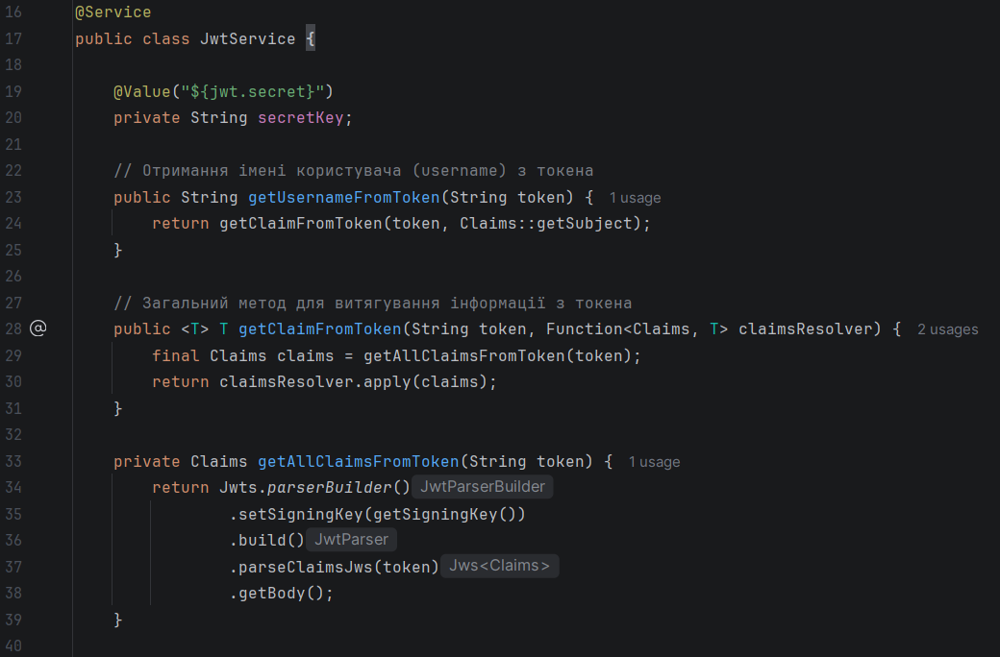 16 @Service
17 public class JwtService {
18
19 @Value("${jwt.secret}")
20 private String secretKey;
21
22 // Отримання імені користувача (username) з токена
23 public String getUsernameFromToken(String token) { 1 usage
24 return getClaimFromToken(token, Claims::getSubject);
25 }
26
27 // Загальний метод для витягування інформації з токена
28 @ public <T> T getClaimFromToken(String token, Function<Claims, T> claimsResolver) { 2 usages
29 final Claims claims = getAllClaimsFromToken(token);
30 return claimsResolver.apply(claims);
31 }
32
33 private Claims getAllClaimsFromToken(String token) { 1 usage
34 return Jwts.parserBuilder() JwtParserBuilder
35 .setSigningKey(getSigningKey())
36 .build() JwtParser
37 .parseClaimsJws(token) Jws<Claims>
38 .getBody();
39 }
40